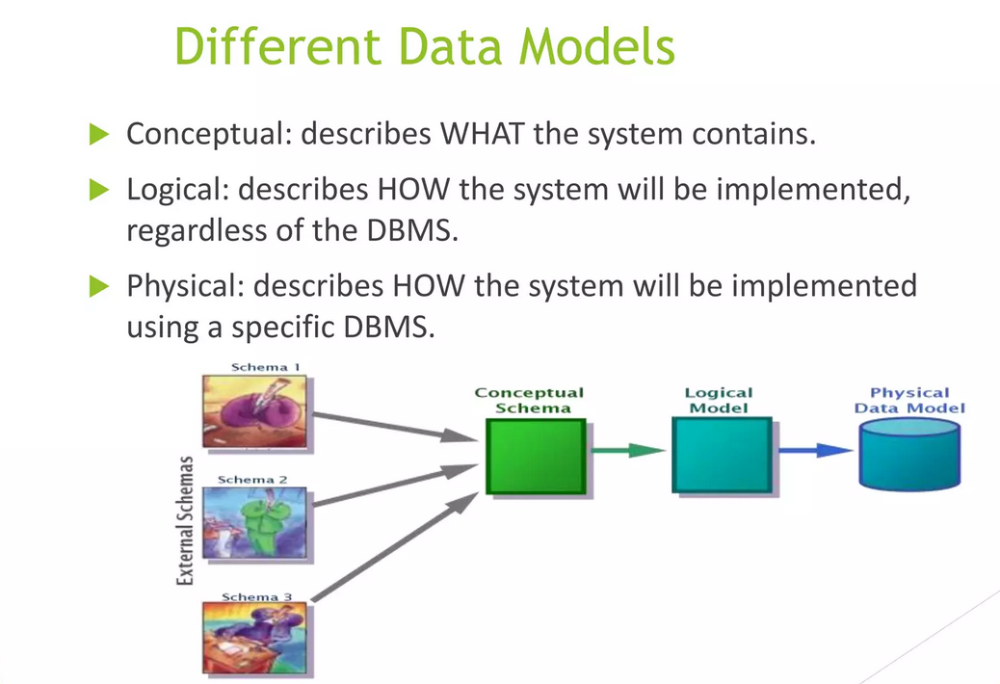 Different Data Models
Conceptual: describes WHAT the system contains.
Logical: describes HOW the system will be implemented,
regardless of the DBMS.
Physical: describes HOW the system will be implemented
using a specific DBMS.
External Schemas
Schema 1
Schema 2
Schema 3
Conceptual
Schema
Logical
Model
Physical
Data Model